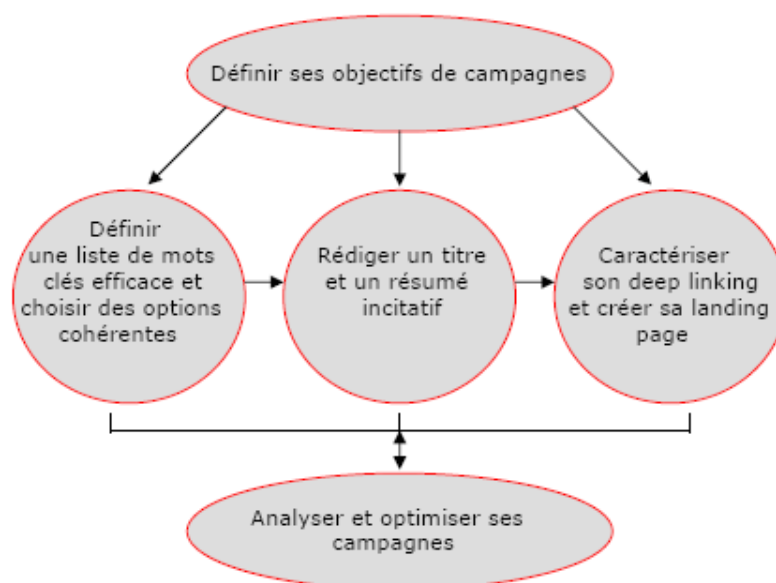 Définir ses objectifs de campagnes
Définir
une liste de mots
clés efficace et
choisir des options
cohérentes
Rédiger un titre
et un résumé
incitatif
Caractériser
son deep linking
et créer sa landing
page
Analyser et optimiser ses
campagnes